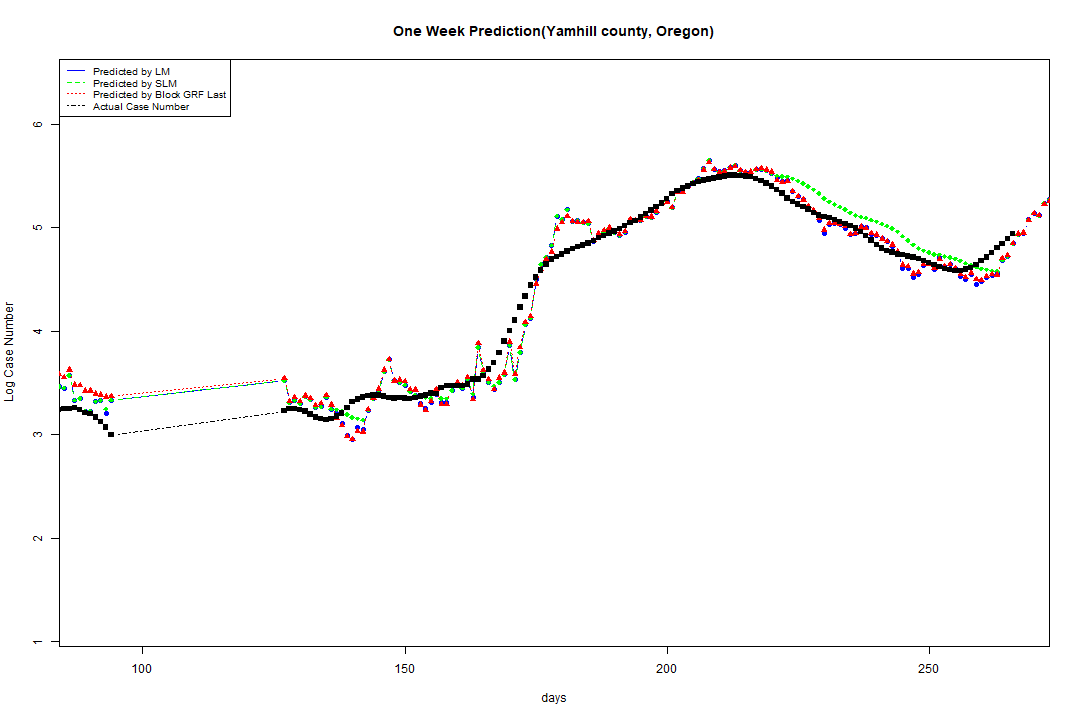 One Week Prediction(Yamhill county, Oregon)
Predicted by LM
Predicted by SLM
Predicted by Block GRF Last
Actual Case Number
6
5
4
3
2
1
Log Case Number
100 150 200 250
days